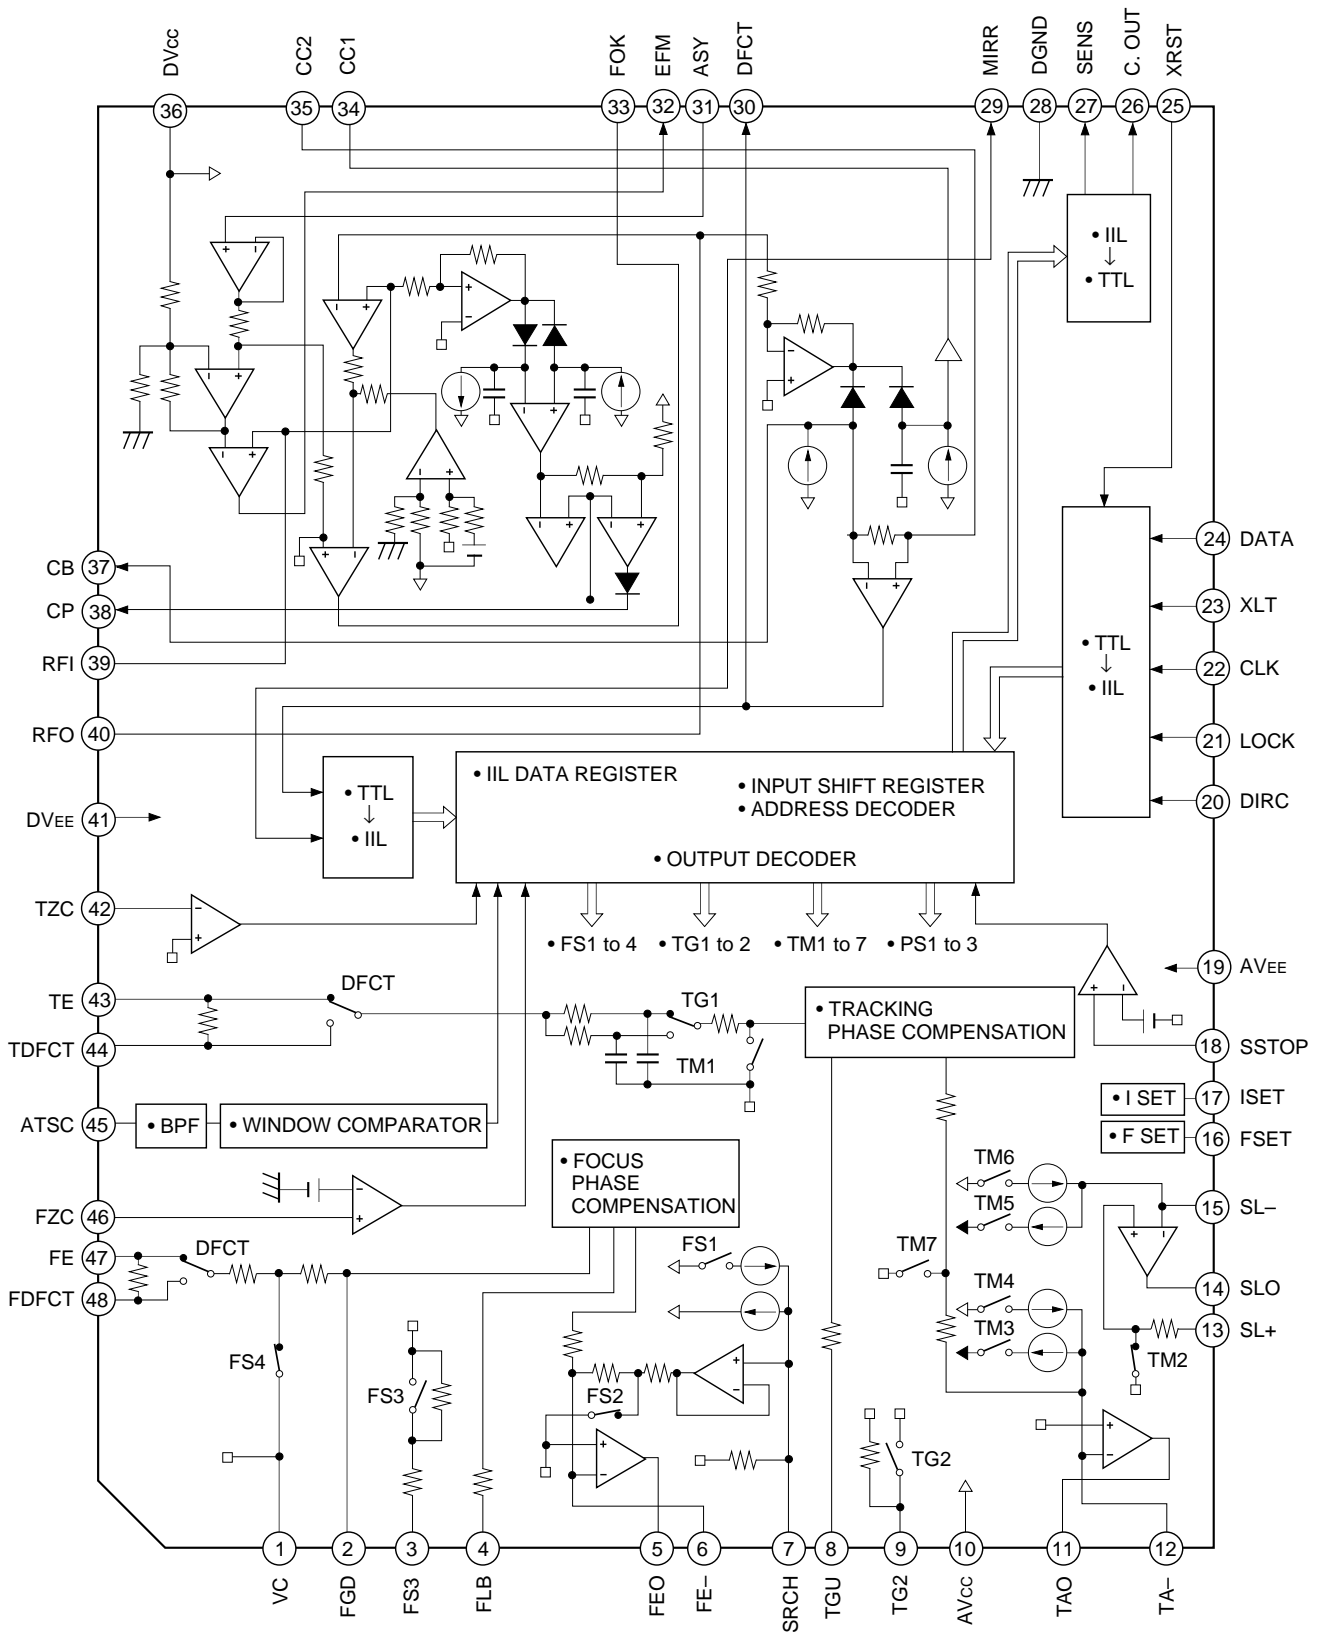 DVcc
CC2
CC1
FOK
EFM
ASY
DFCT
MIRR
DGND
SENS
C. OUT
XRST
36
35
34
33
32
31
30
29
28
27
26
25
• IIL
↓
• TTL
CB 37
CP 38
RFI 39
RFO 40
DVEE 41
TZC 42
TE 43
TDFCT 44
ATSC 45
FZC 46
FE 47
FDFCT 48
24 DATA
23 XLT
22 CLK
21 LOCK
20 DIRC
19 AVEE
18 SSTOP
17 ISET
16 FSET
15 SL–
14 SLO
13 SL+
• TTL
↓
• IIL
• TTL
↓
• IIL
• IIL DATA REGISTER
• INPUT SHIFT REGISTER
• ADDRESS DECODER
• OUTPUT DECODER
• FS1 to 4
• TG1 to 2
• TM1 to 7
• PS1 to 3
DFCT
TG1
TM1
• TRACKING
PHASE COMPENSATION
• BPF
• WINDOW COMPARATOR
• I SET
• F SET
• FOCUS
PHASE
COMPENSATION
DFCT
FS4
FS3
FS1
FS2
TM6
TM5
TM7
TM4
TM3
TM2
TG2
1
2
3
4
5
6
7
8
9
10
11
12
VC
FGD
FS3
FLB
FEO
FE–
SRCH
TGU
TG2
AVcc
TAO
TA–